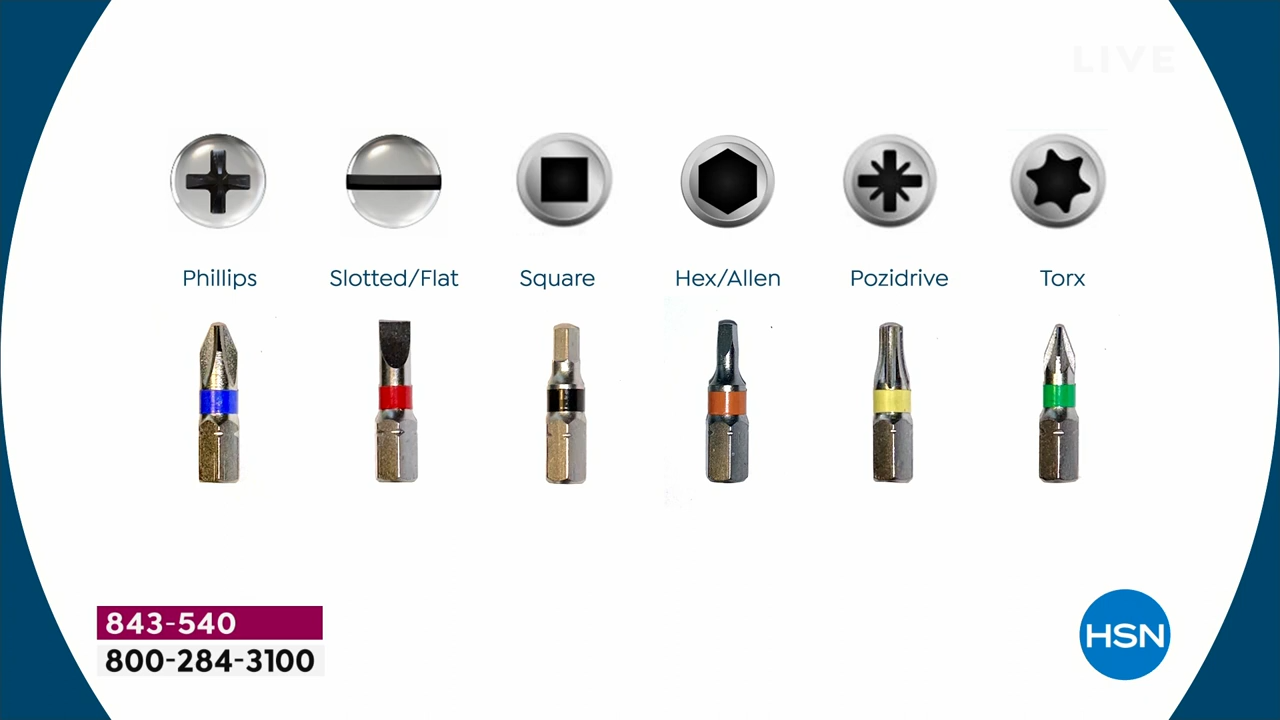 LIVE
Phillips
Slotted/Flat
Square
Hex/Allen
Pozidrive
Torx
843-540
800-284-3100
HSN